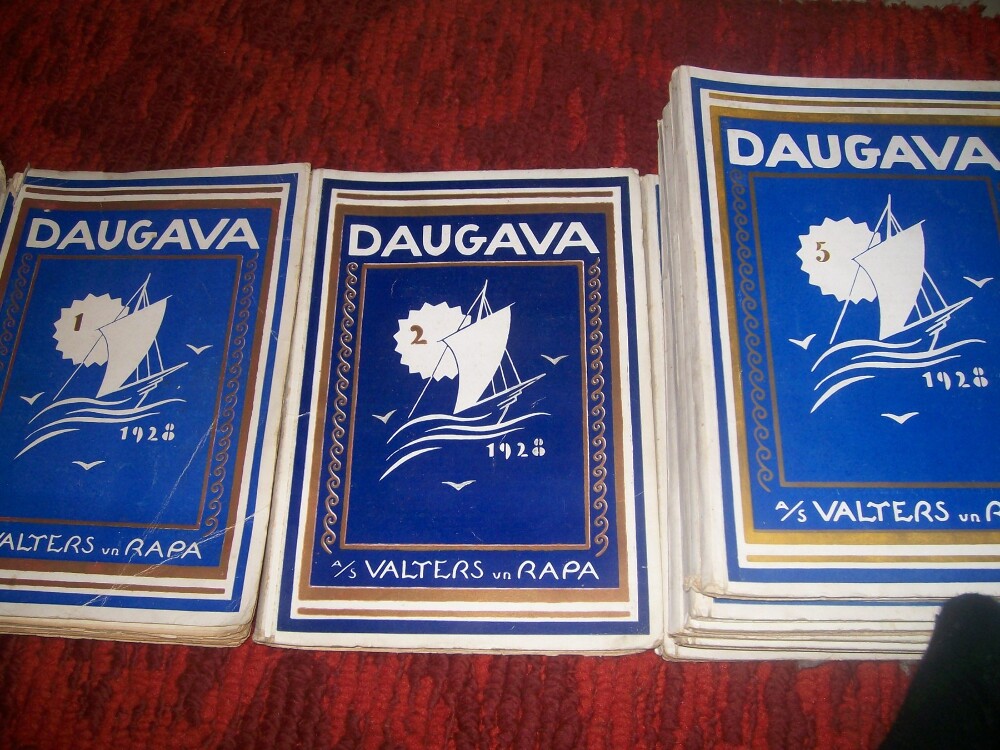 DAUGAVA
1
1928
VALTERS un RAPA
DAUGAVA
2
1928
A/S VALTERS un RAPA
DAUGAVA
5
1928
A/S VALTERS un R